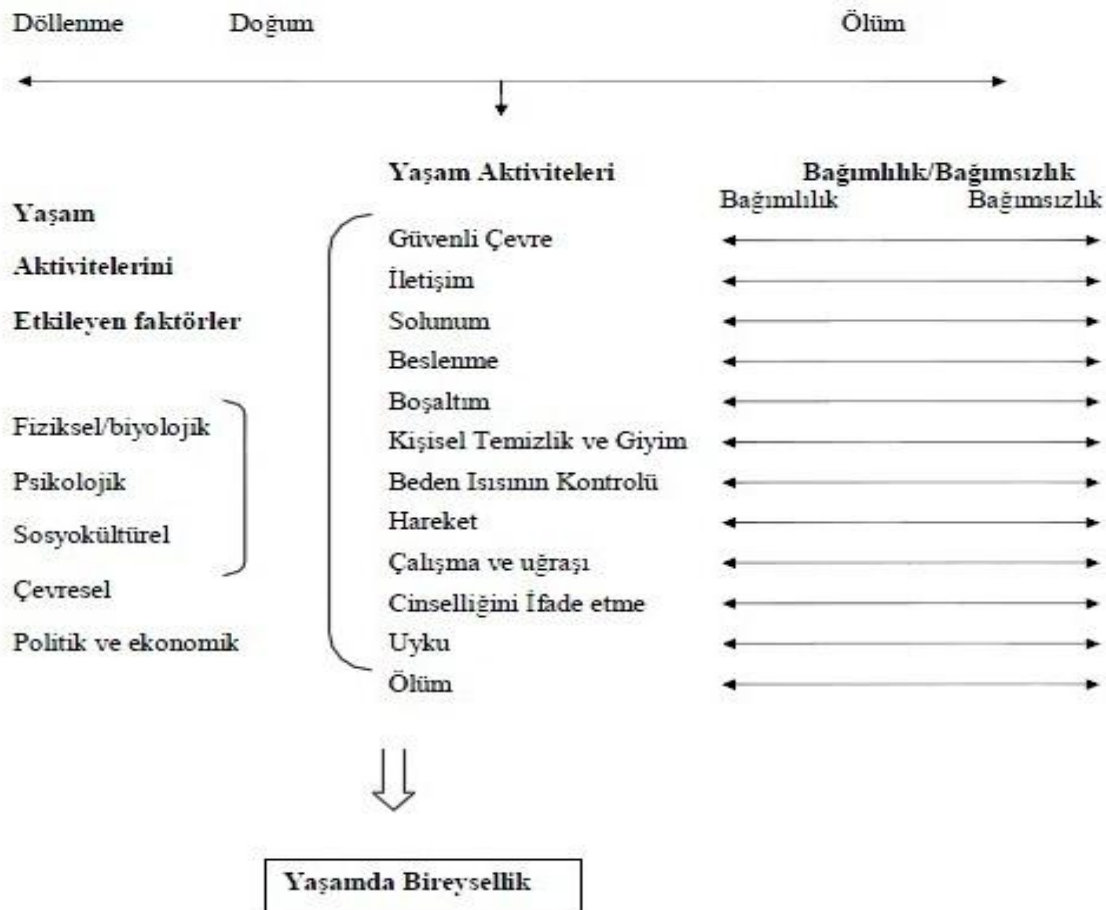 Döllenme Doğum Ölüm
Yaşam Aktiviteleri Bağımlılık/Bağımsızlık
Bağımlılık Bağımsızlık
Yaşam
Aktivitelerini
Etkileyen faktörler
Fiziksel/biyolojik
Psikolojik
Sosyokültürel
Çevresel
Politik ve ekonomik
Güvenli Çevre
İletişim
Solunum
Beslenme
Boşaltım
Kişisel Temizlik ve Giyim
Beden Isısının Kontrolü
Hareket
Çalışma ve uğraşı
Cinselliğini İfade etme
Uyku
Ölüm
Yaşamda Bireysellik